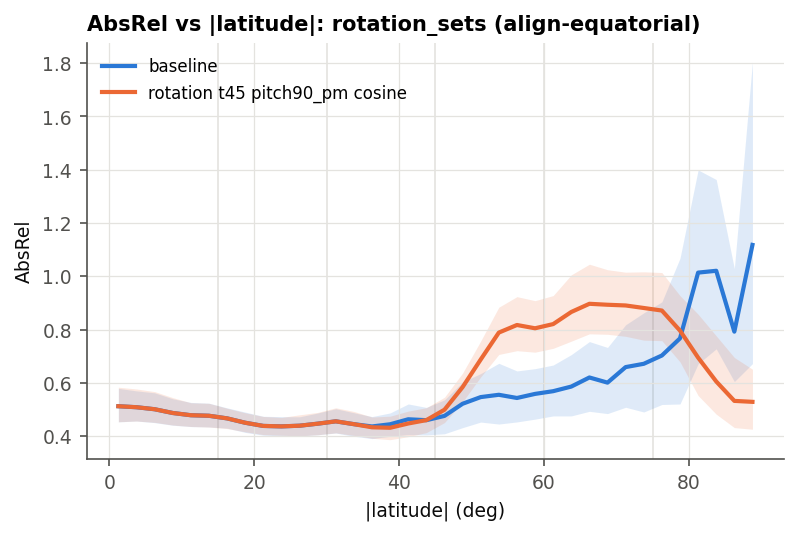 AbsRel vs |latitude|: rotation_sets (align-equatorial)
baseline
rotation t45 pitch90_pm cosine
1.8
1.6
1.4
1.2
1.0
0.8
0.6
0.4
AbsRel
0 20 40 60 80
|latitude| (deg)